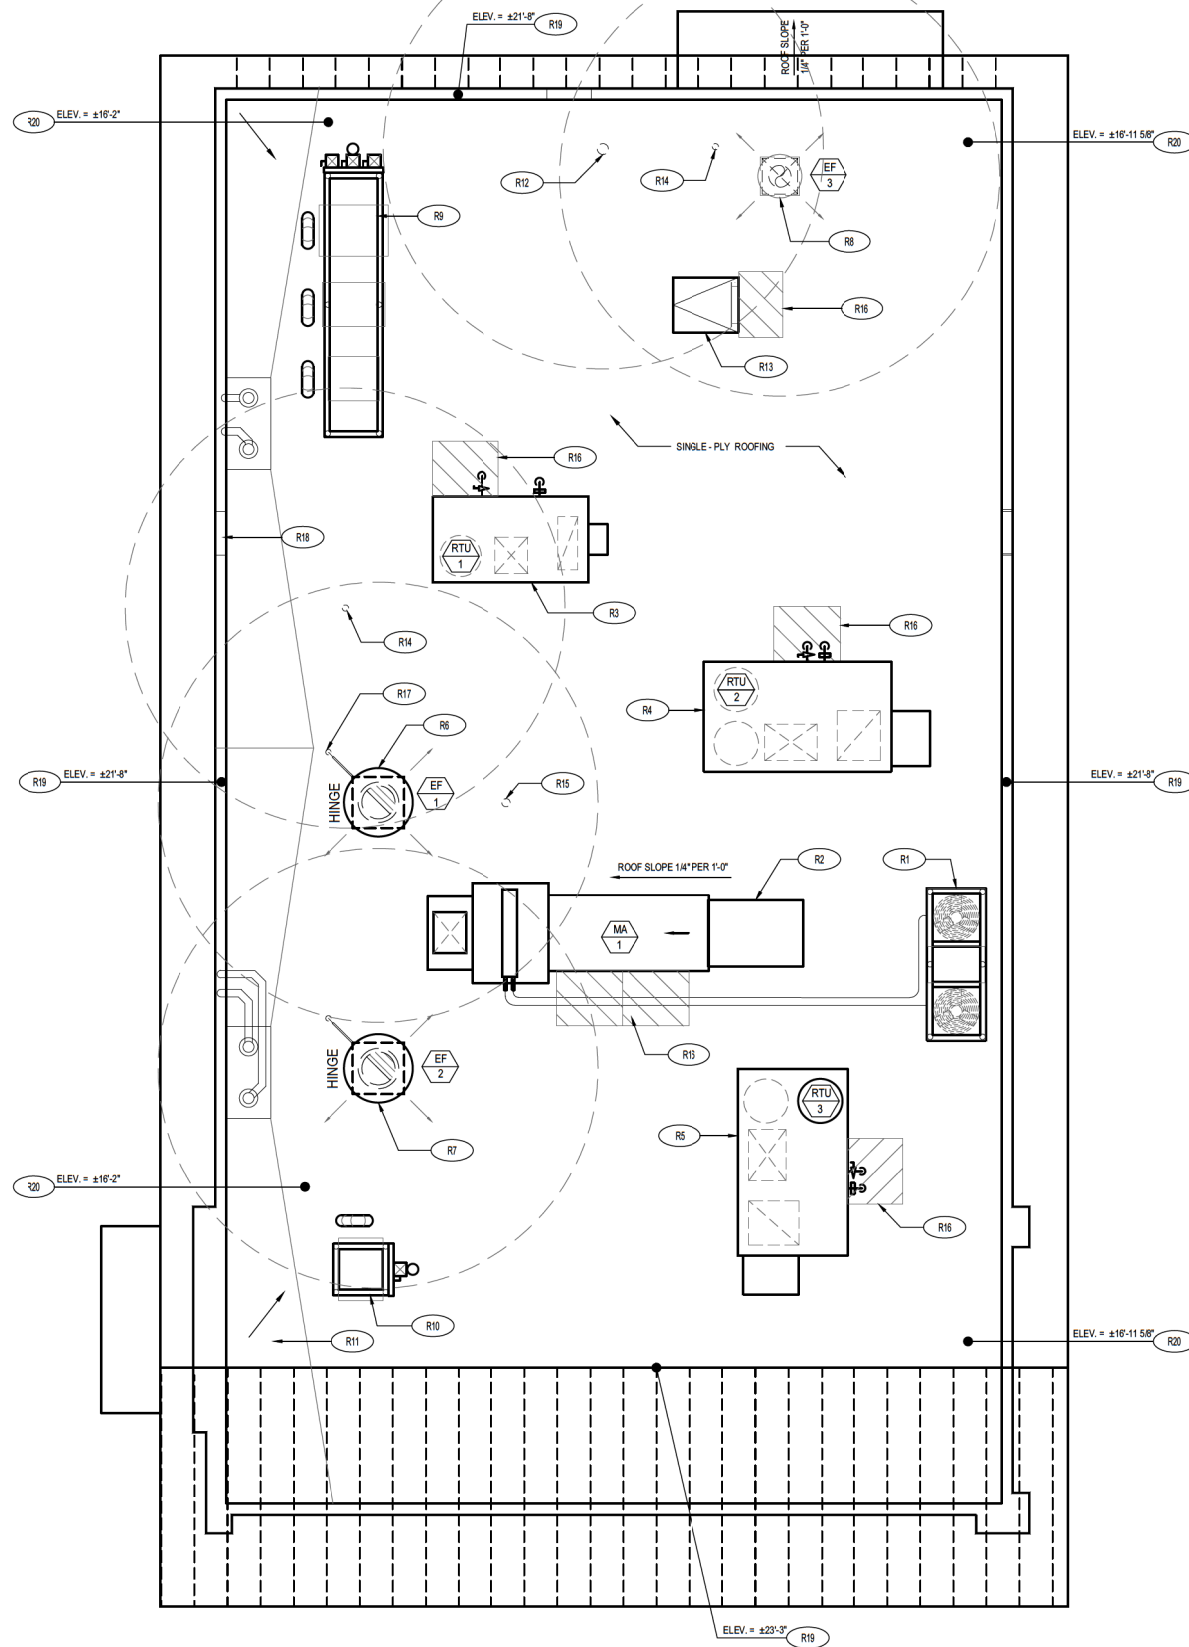 ELEV. = ±21'-8" R19
ROOF SLOPE
1/4" PER 1'-0"
R20 ELEV. = ±16'-2"
ELEV. = ±16'-11 5/8" R20
R12
R14
EF
3
R9
R8
R16
R13
SINGLE - PLY ROOFING
R16
R18
RTU
1
R3
R14
R16
R17
RTU
2
R6
R4
R19 ELEV. = ±21'-8"
ELEV. = ±21'-8" R19
HINGE
EF
1
R15
ROOF SLOPE 1/4" PER 1'-0"
R2
R1
MA
1
R16
HINGE
EF
2
RTU
3
R5
R7
R20 ELEV. = ±16'-2"
R16
R10
R11
ELEV. = ±16'-11 5/8" R20
ELEV. = ±23'-3" R19